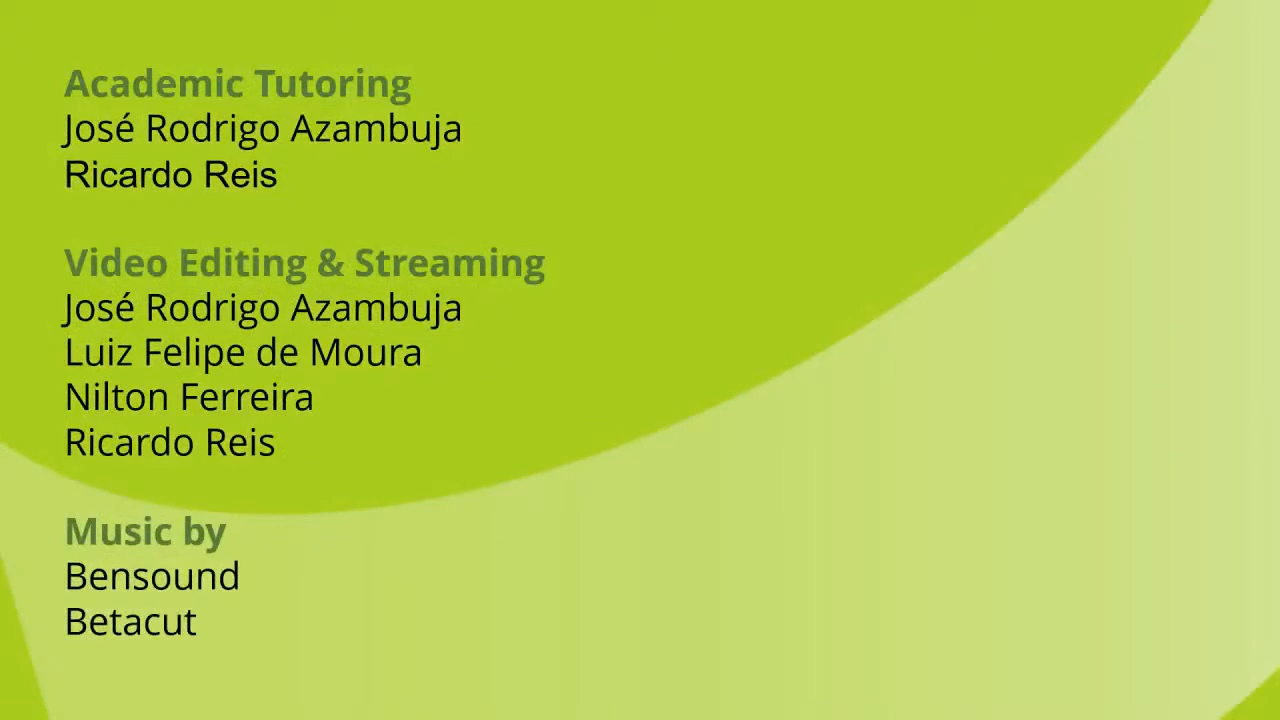 Academic Tutoring
José Rodrigo Azambuja
Ricardo Reis
Video Editing & Streaming
José Rodrigo Azambuja
Luiz Felipe de Moura
Nilton Ferreira
Ricardo Reis
Music by
Bensound
Betacut